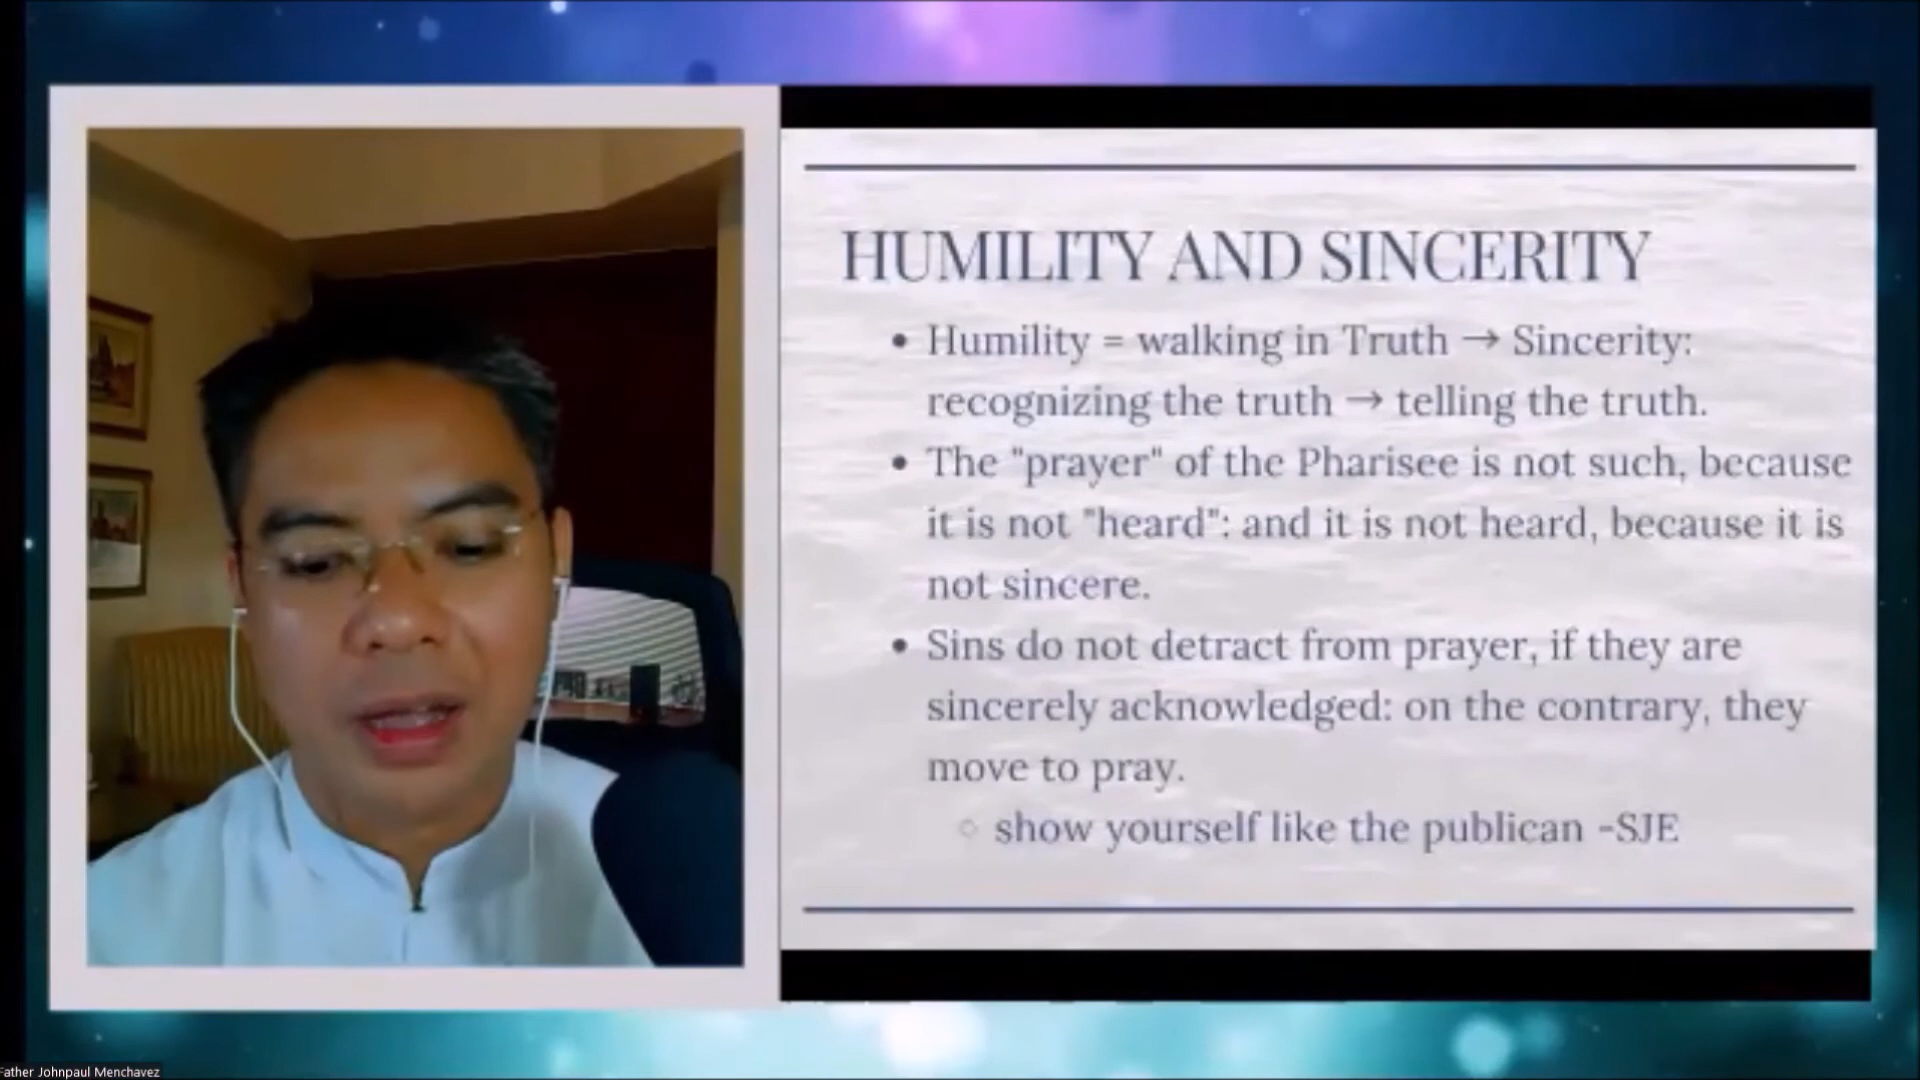 HUMILITY AND SINCERITY
• Humility = walking in Truth → Sincerity:
recognizing the truth → telling the truth.
• The "prayer" of the Pharisee is not such, because
it is not "heard": and it is not heard, because it is
not sincere.
• Sins do not detract from prayer, if they are
sincerely acknowledged: on the contrary, they
move to pray.
○ show yourself like the publican -SJE
Father Johnpaul Menchavez